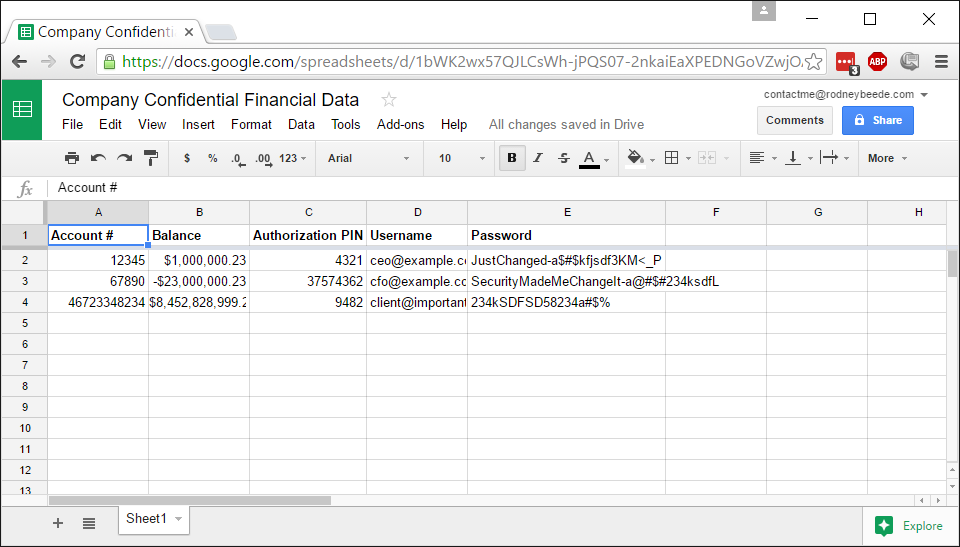 Company Confidenti
https://docs.google.com/spreadsheets/d/1bWK2wx57QJLCsWh-jPQS07-2nkaiEaXPEDNGoVZwjO
3
ABP
Company Confidential Financial Data
contactme@rodneybeede.com
File Edit View Insert Format Data Tools Add-ons Help All changes saved in Drive
Comments Share
$ % .0 .00 123 Arial 10 B I S A More
fx Account #
A B C D E F G H
1 Account # Balance Authorization PIN Username Password
2 12345 $1,000,000.23 4321 ceo@example.co JustChanged-a$#$kfjsdf3KM<_P
3 67890 -$23,000,000.23 37574362 cfo@example.co SecurityMadeMeChangeIt-a@#$#234ksdfL
4 46723348234 $8,452,828,999.2 9482 client@important 234kSDFSD58234a#$%
5
6
7
8
9
10
11
12
13
+ Sheet1 Explore